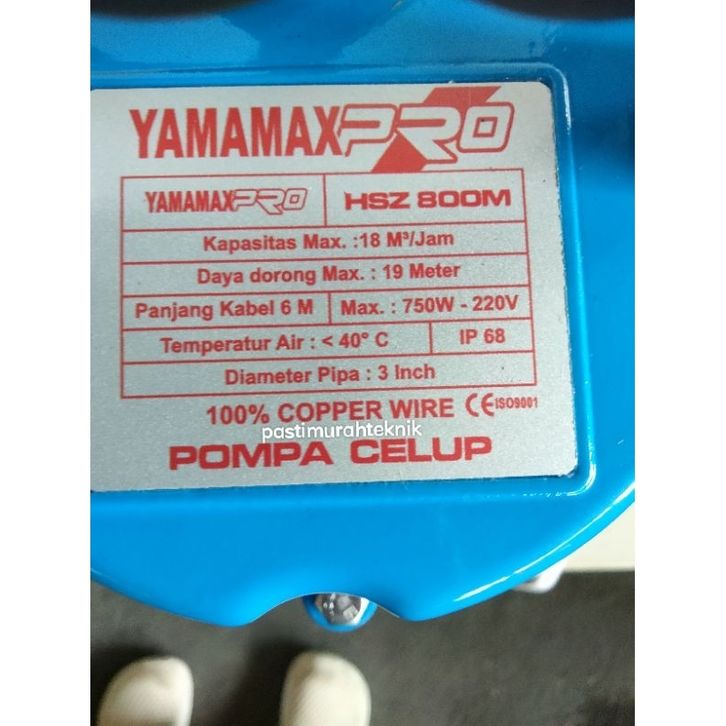 YAMAMAXPRO
YAMAMAXPRO HSZ 800M
Kapasitas Max. :18 M³/Jam
Daya dorong Max. : 19 Meter
Panjang Kabel 6 M Max. : 750W - 220V
Temperatur Air : < 40° C IP 68
Diameter Pipa : 3 Inch
100% COPPER WIRE CE ISO9001
pastimurahteknik
POMPA CELUP